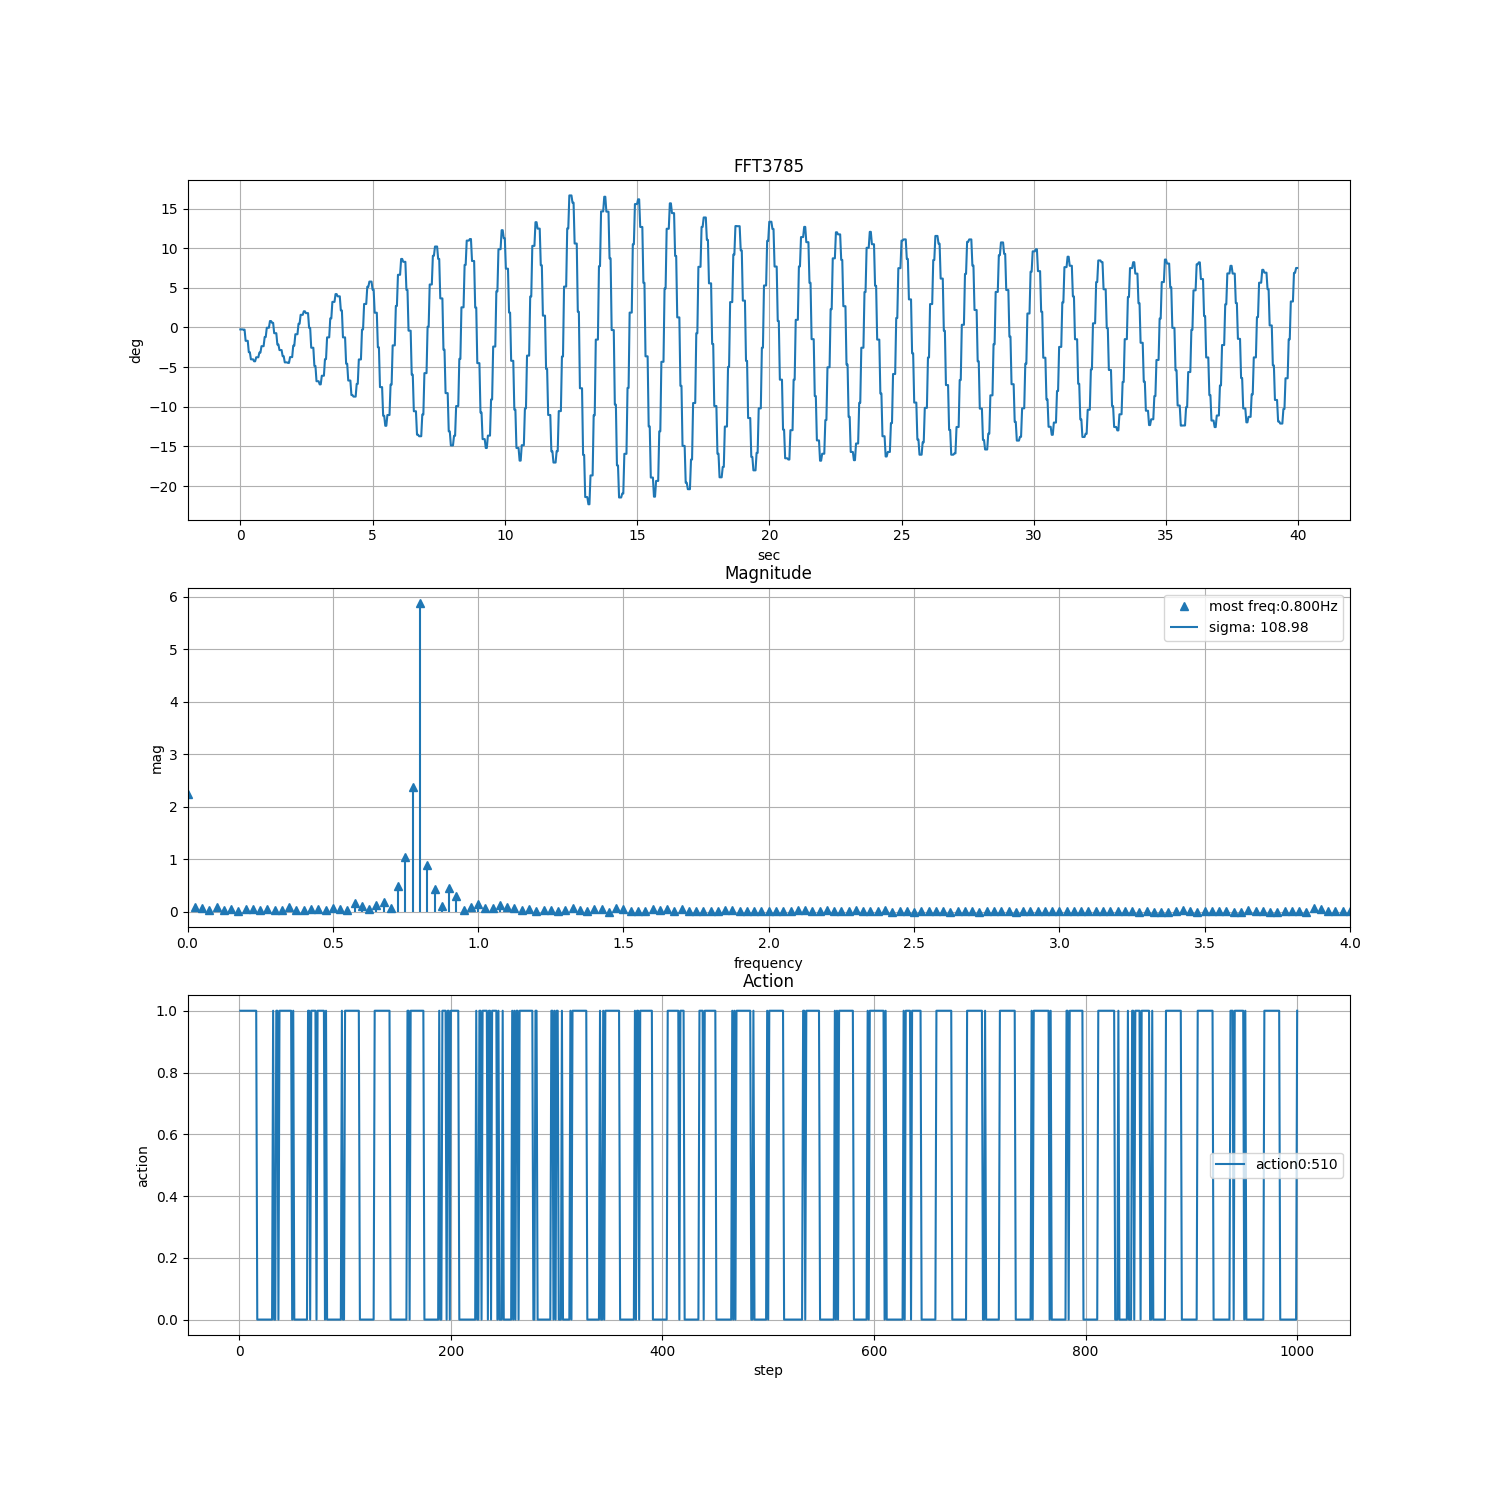 FFT3785
15
10
5
0
−5
−10
−15
−20
deg
0 5 10 15 20 25 30 35 40
sec
Magnitude
6
5
4
3
2
1
0
mag
most freq:0.800Hz
sigma: 108.98
0.0 0.5 1.0 1.5 2.0 2.5 3.0 3.5 4.0
frequency
Action
1.0
0.8
0.6
0.4
0.2
0.0
action
action0:510
0 200 400 600 800 1000
step